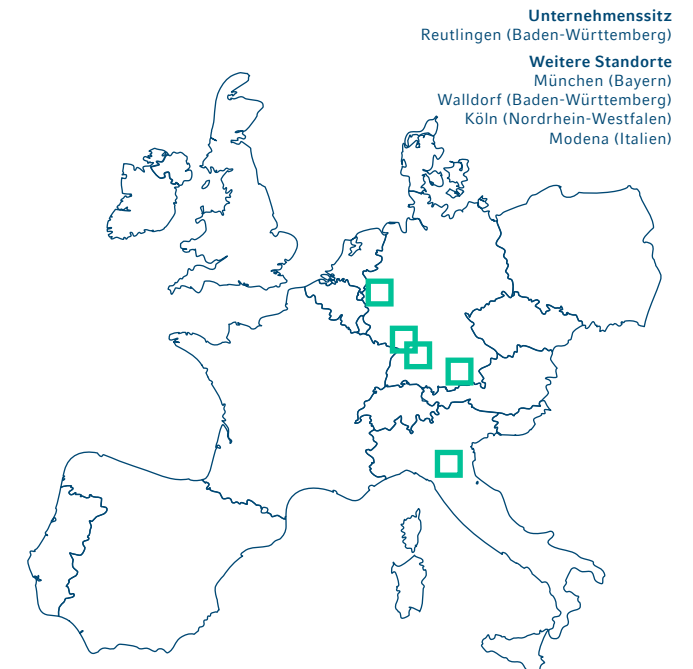 Unternehmenssitz
Reutlingen (Baden-Württemberg)
Weitere Standorte
München (Bayern)
Walldorf (Baden-Württemberg)
Köln (Nordrhein-Westfalen)
Modena (Italien)